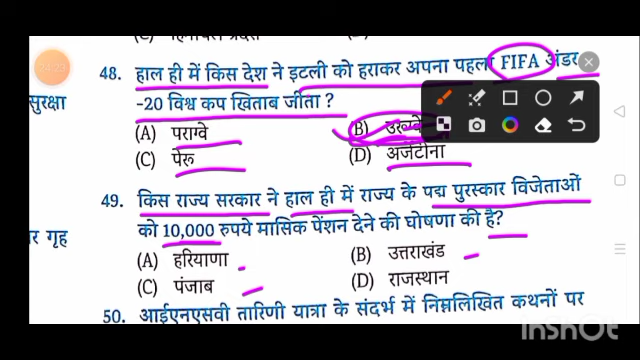 48. हाल ही में किस देश ने इटली को हराकर अपना पहला FIFA अंडर
सुरक्षा
-20 विश्व कप खिताब जीता ?
(A) पराग्वे (B) उरुग्वे
(C) पेरू (D) अर्जेंटीना
49. किस राज्य सरकार ने हाल ही में राज्य के पद्म पुरस्कार विजेताओं
र गृह को 10,000 रुपये मासिक पेंशन देने की घोषणा की है?
(A) हरियाणा (B) उत्तराखंड
(C) पंजाब (D) राजस्थान
50. आईएनएसवी तारिणी यात्रा के संदर्भ में निम्नलिखित कथनों पर
inshot